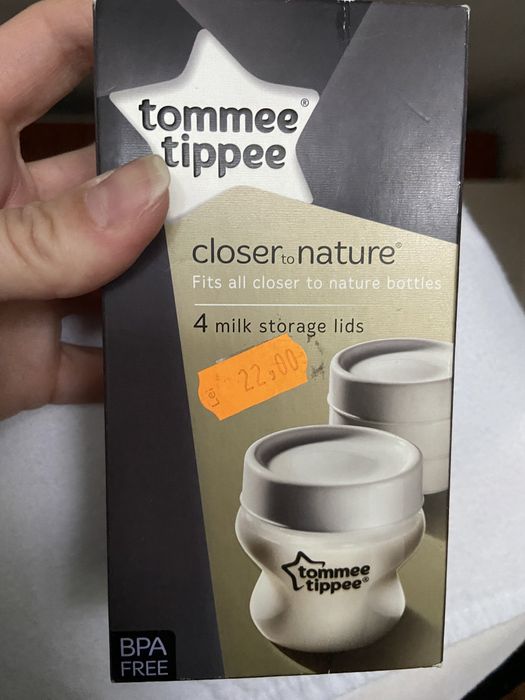 tommee®
tippee
closer to nature®
Fits all closer to nature bottles
4 milk storage lids
Lei 22,00
tommee
tippee®
BPA
FREE